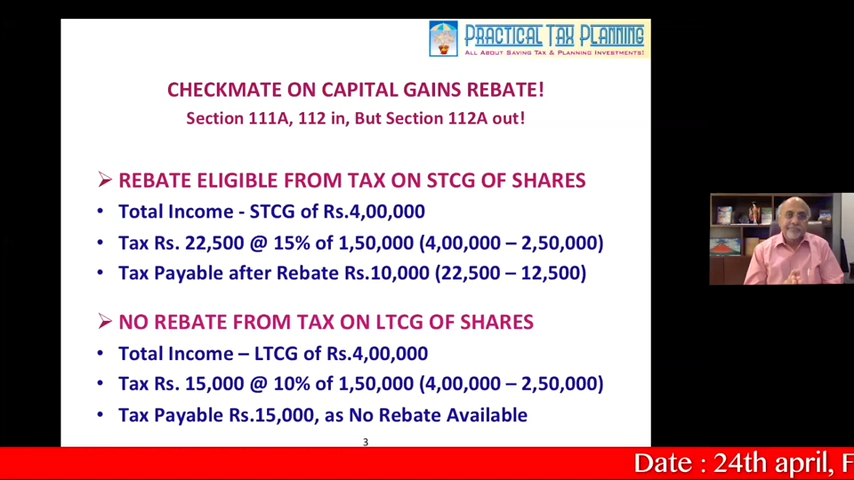 PRACTICAL TAX PLANNING
ALL ABOUT SAVING TAX & PLANNING INVESTMENTS!
CHECKMATE ON CAPITAL GAINS REBATE!
Section 111A, 112 in, But Section 112A out!
➢ REBATE ELIGIBLE FROM TAX ON STCG OF SHARES
• Total Income - STCG of Rs.4,00,000
• Tax Rs. 22,500 @ 15% of 1,50,000 (4,00,000 – 2,50,000)
• Tax Payable after Rebate Rs.10,000 (22,500 – 12,500)
➢ NO REBATE FROM TAX ON LTCG OF SHARES
• Total Income – LTCG of Rs.4,00,000
• Tax Rs. 15,000 @ 10% of 1,50,000 (4,00,000 – 2,50,000)
• Tax Payable Rs.15,000, as No Rebate Available
3
Date : 24th april, F